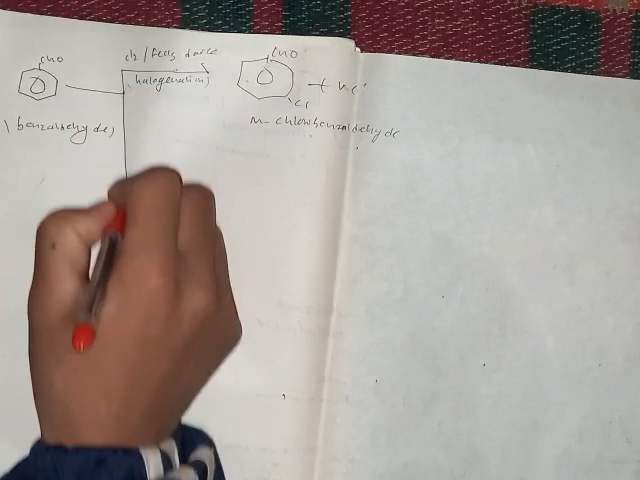 CHO
Cl2/FeCl3 dark
(halogenation)
CHO
Cl
+ HCl
(benzaldehyde)
m-chlorobenzaldehyde